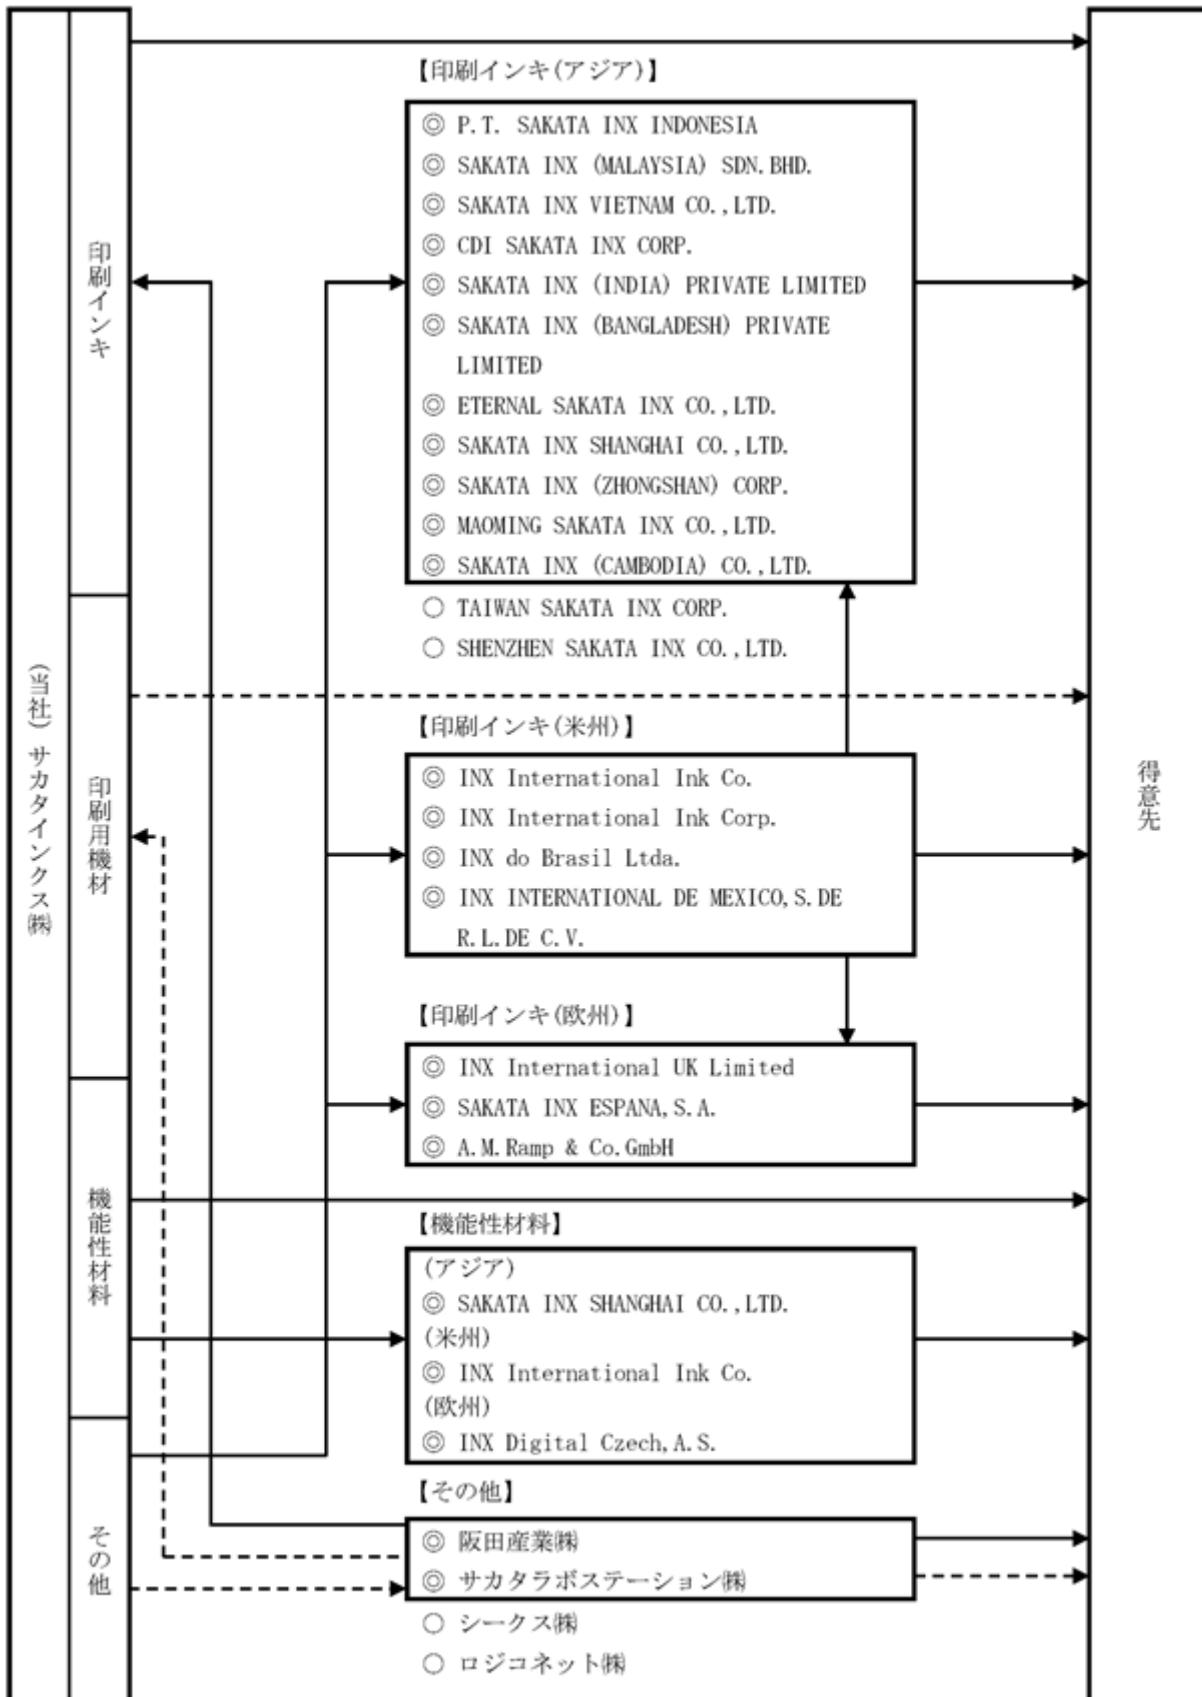 (当社) サカタインクス㈱
印刷インキ
印刷用機材
機能性材料
その他
【印刷インキ(アジア)】
◎ P.T. SAKATA INX INDONESIA
◎ SAKATA INX (MALAYSIA) SDN.BHD.
◎ SAKATA INX VIETNAM CO.,LTD.
◎ CDI SAKATA INX CORP.
◎ SAKATA INX (INDIA) PRIVATE LIMITED
◎ SAKATA INX (BANGLADESH) PRIVATE
LIMITED
◎ ETERNAL SAKATA INX CO.,LTD.
◎ SAKATA INX SHANGHAI CO.,LTD.
◎ SAKATA INX (ZHONGSHAN) CORP.
◎ MAOMING SAKATA INX CO.,LTD.
◎ SAKATA INX (CAMBODIA) CO.,LTD.
○ TAIWAN SAKATA INX CORP.
○ SHENZHEN SAKATA INX CO.,LTD.
【印刷インキ(米州)】
◎ INX International Ink Co.
◎ INX International Ink Corp.
◎ INX do Brasil Ltda.
◎ INX INTERNATIONAL DE MEXICO,S.DE
R.L.DE C.V.
【印刷インキ(欧州)】
◎ INX International UK Limited
◎ SAKATA INX ESPANA,S.A.
◎ A.M.Ramp & Co.GmbH
【機能性材料】
(アジア)
◎ SAKATA INX SHANGHAI CO.,LTD.
(米州)
◎ INX International Ink Co.
(欧州)
◎ INX Digital Czech,A.S.
【その他】
◎ 阪田産業㈱
◎ サカタラボステーション㈱
○ シークス㈱
○ ロジコネット㈱
得意先